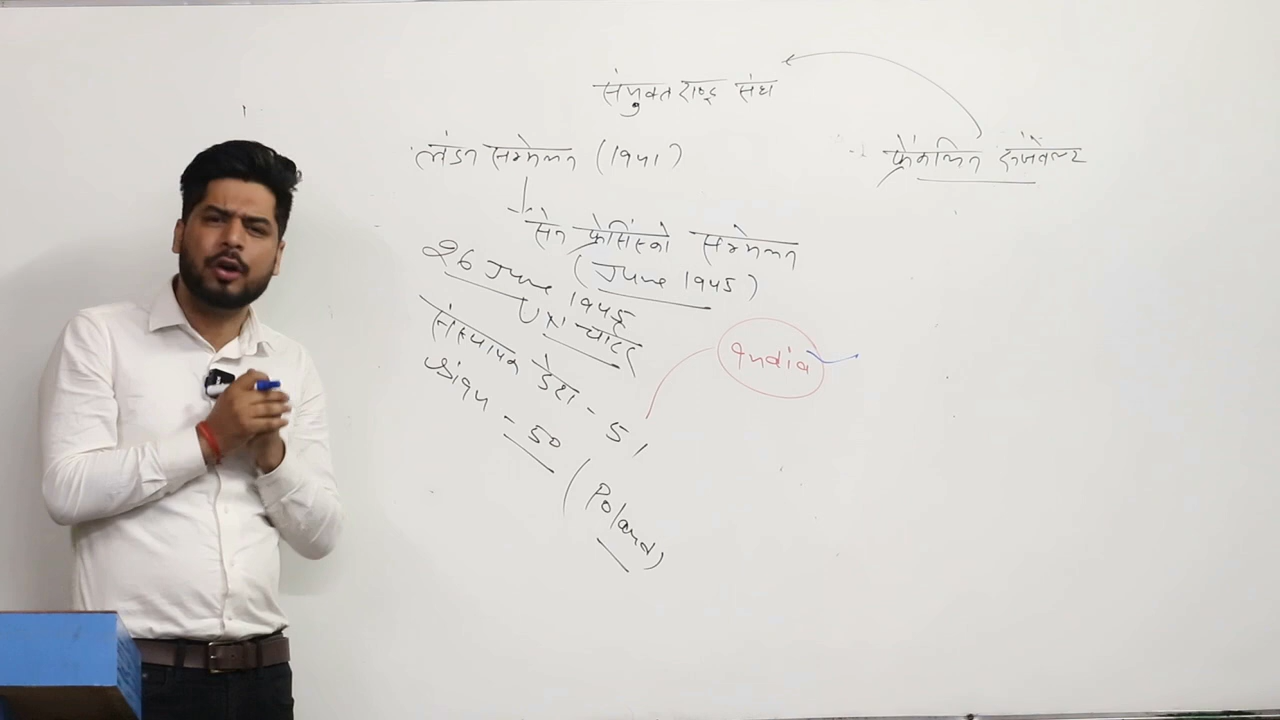 संयुक्त राष्ट्र संघ
लंडन सम्मेलन (1941)
फ्रैंकलिन रूजवेल्ट
सेन फ्रेंसिस्को सम्मेलन
(June 1945)
26 June 1945
UN चार्टर
संस्थापक देश - 51
India
- 50
(Poland)